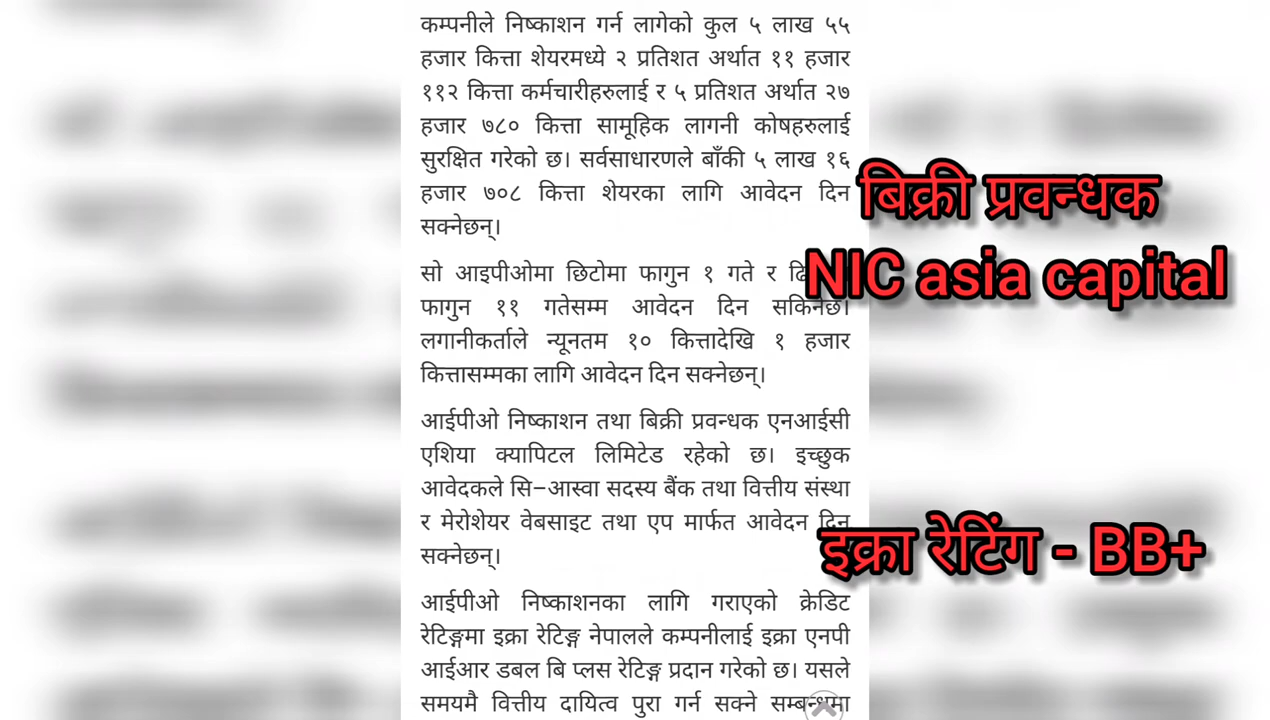 कम्पनीले निष्काशन गर्न लागेको कुल ५ लाख ५५
हजार कित्ता शेयरमध्ये २ प्रतिशत अर्थात ११ हजार
११२ कित्ता कर्मचारीहरुलाई र ५ प्रतिशत अर्थात २७
हजार ७८० कित्ता सामूहिक लागनी कोषहरुलाई
सुरक्षित गरेको छ। सर्वसाधारणले बाँकी ५ लाख १६
हजार ७०८ कित्ता शेयरका लागि आवेदन दिन
सक्नेछन्।
सो आइपीओमा छिटोमा फागुन १ गते र
फागुन ११ गतेसम्म आवेदन दिन सकिनेछ।
लगानीकर्ताले न्यूनतम १० कित्तादेखि १ हजार
कित्तासम्मका लागि आवेदन दिन सक्नेछन्।
आईपीओ निष्काशन तथा बिक्री प्रवन्धक एनआईसी
एशिया क्यापिटल लिमिटेड रहेको छ। इच्छुक
आवेदकले सि–आस्वा सदस्य बैंक तथा वित्तीय संस्था
र मेरोशेयर वेबसाइट तथा एप मार्फत आवेदन दिन
सक्नेछन्।
आईपीओ निष्काशनका लागि गराएको क्रेडिट
रेटिङ्गमा इक्रा रेटिङ्ग नेपालले कम्पनीलाई इक्रा एनपी
आईआर डबल बि प्लस रेटिङ्ग प्रदान गरेको छ। यसले
समयमै वित्तीय दायित्व पुरा गर्न सक्ने सम्बन्धमा
बिक्री प्रवन्धक
NIC asia capital
इक्रा रेटिंग - BB+